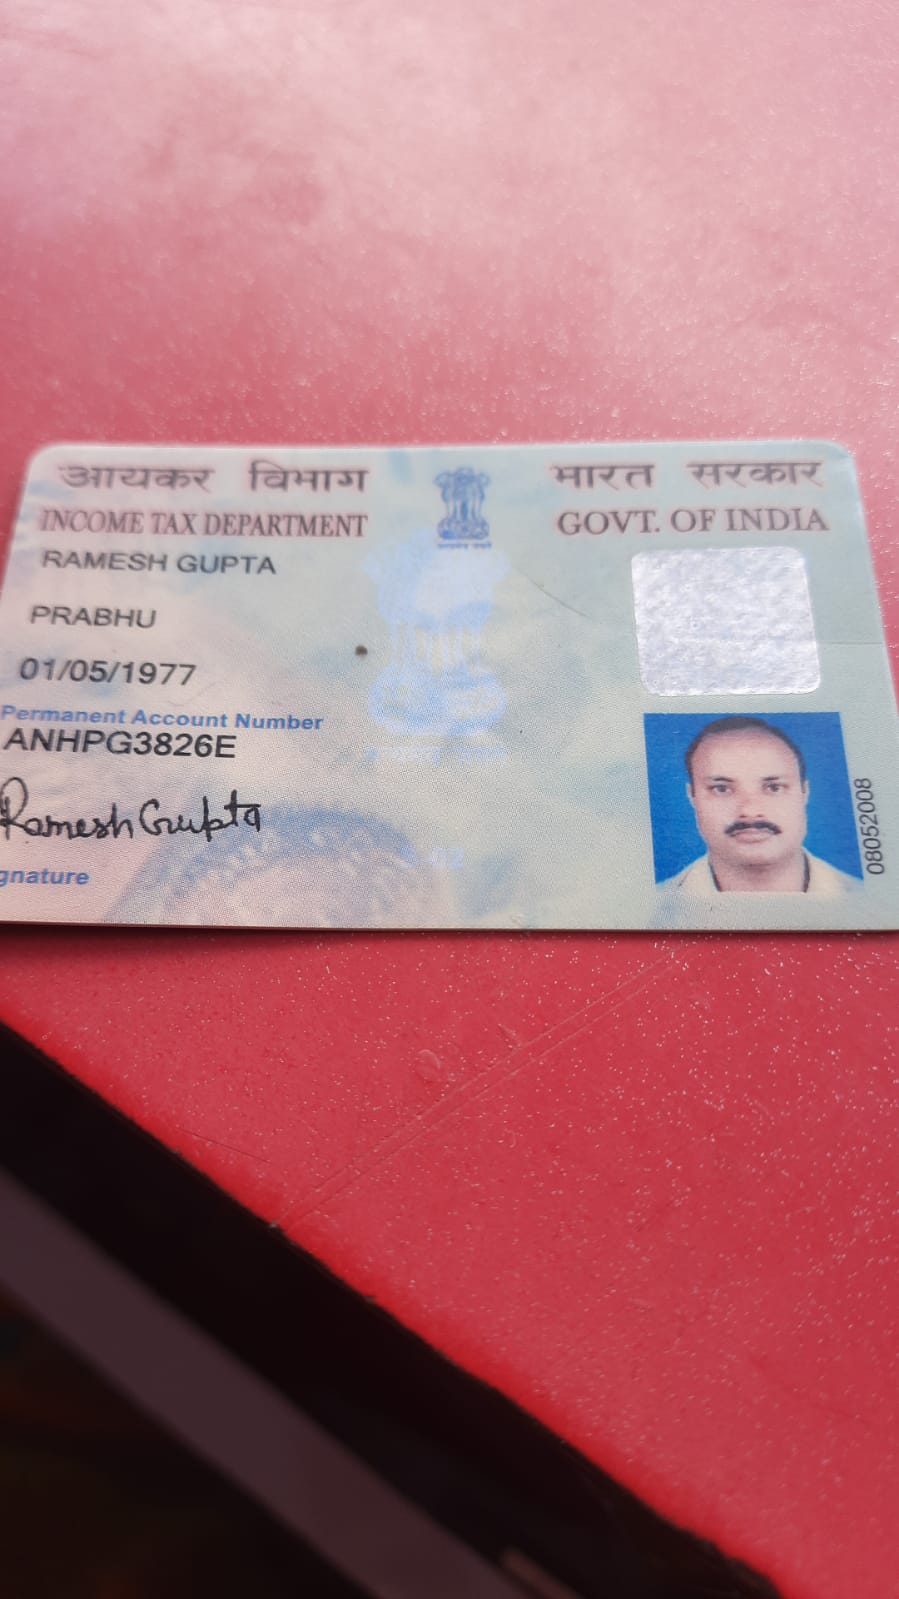 आयकर विभाग
INCOME TAX DEPARTMENT
भारत सरकार
GOVT. OF INDIA
RAMESH GUPTA
PRABHU
01/05/1977
Permanent Account Number
ANHPG3826E
Ramesh Gupta
gnature
08052008